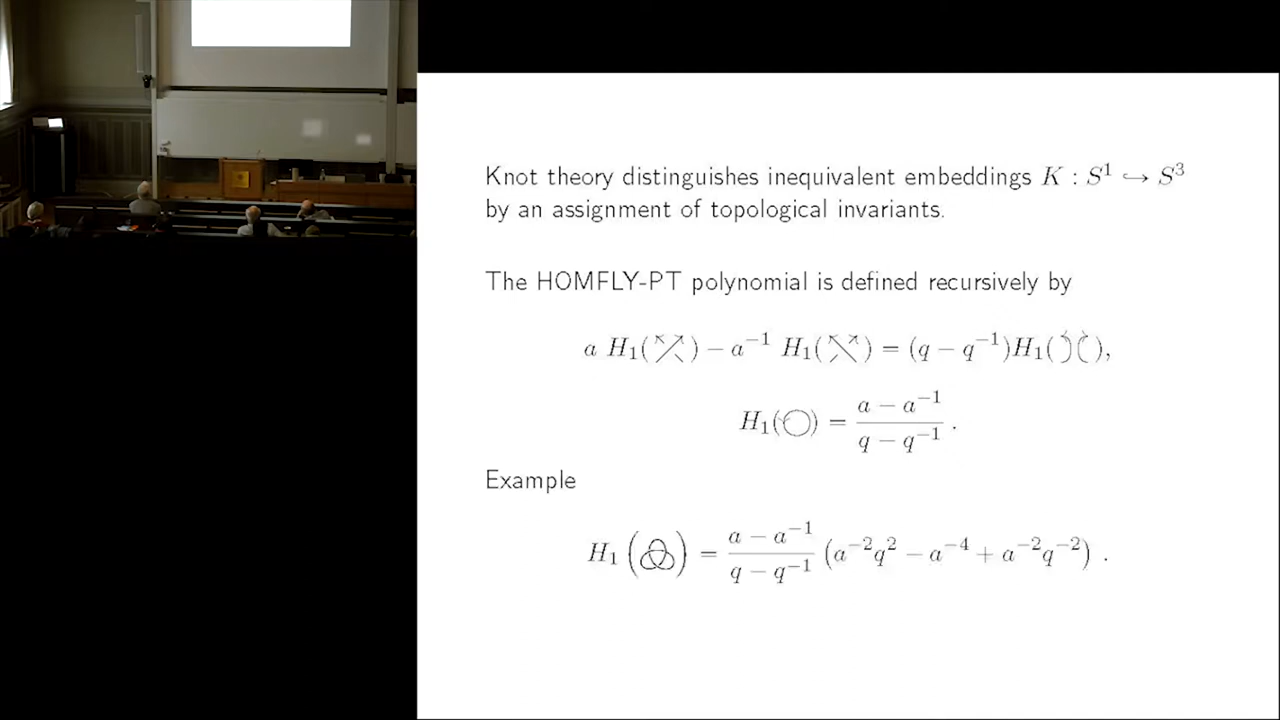 Knot theory distinguishes inequivalent embeddings K : S¹ ↪ S³
by an assignment of topological invariants.
The HOMFLY-PT polynomial is defined recursively by
a H₁( ) − a⁻¹ H₁( ) = (q − q⁻¹)H₁( ),
H₁( ) = (a − a⁻¹)/(q − q⁻¹) .
Example
H₁( ) = (a − a⁻¹)/(q − q⁻¹) (a⁻²q² − a⁻⁴ + a⁻²q⁻²) .